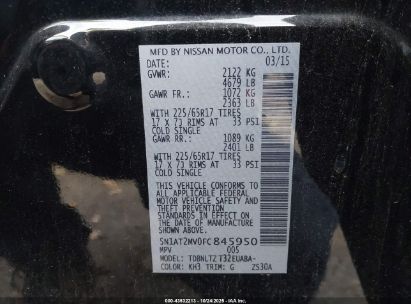 MFD BY NISSAN MOTOR CO., LTD.
DATE: 03/15
GVWR: 2122 KG
4679 LB
GAWR FR: 1072 KG
2363 LB
WITH 225/65R17 TIRES
17 X 7J RIMS AT 33 PSI
COLD SINGLE
GAWR RR: 1089 KG
2401 LB
WITH 225/65R17 TIRES
17 X 7J RIMS AT 33 PSI
COLD SINGLE
THIS VEHICLE CONFORMS TO ALL
APPLICABLE FEDERAL MOTOR
VEHICLE SAFETY, BUMPER
AND THEFT PREVENTION
STANDARDS IN EFFECT ON THE
DATE OF MANUFACTURE
SHOWN ABOVE.
5N1AT2MV0FC845950
MPV 005
MODEL: TDBNLTZ T32EUABA-
COLOR: KH3 TRIM: G ZS30A